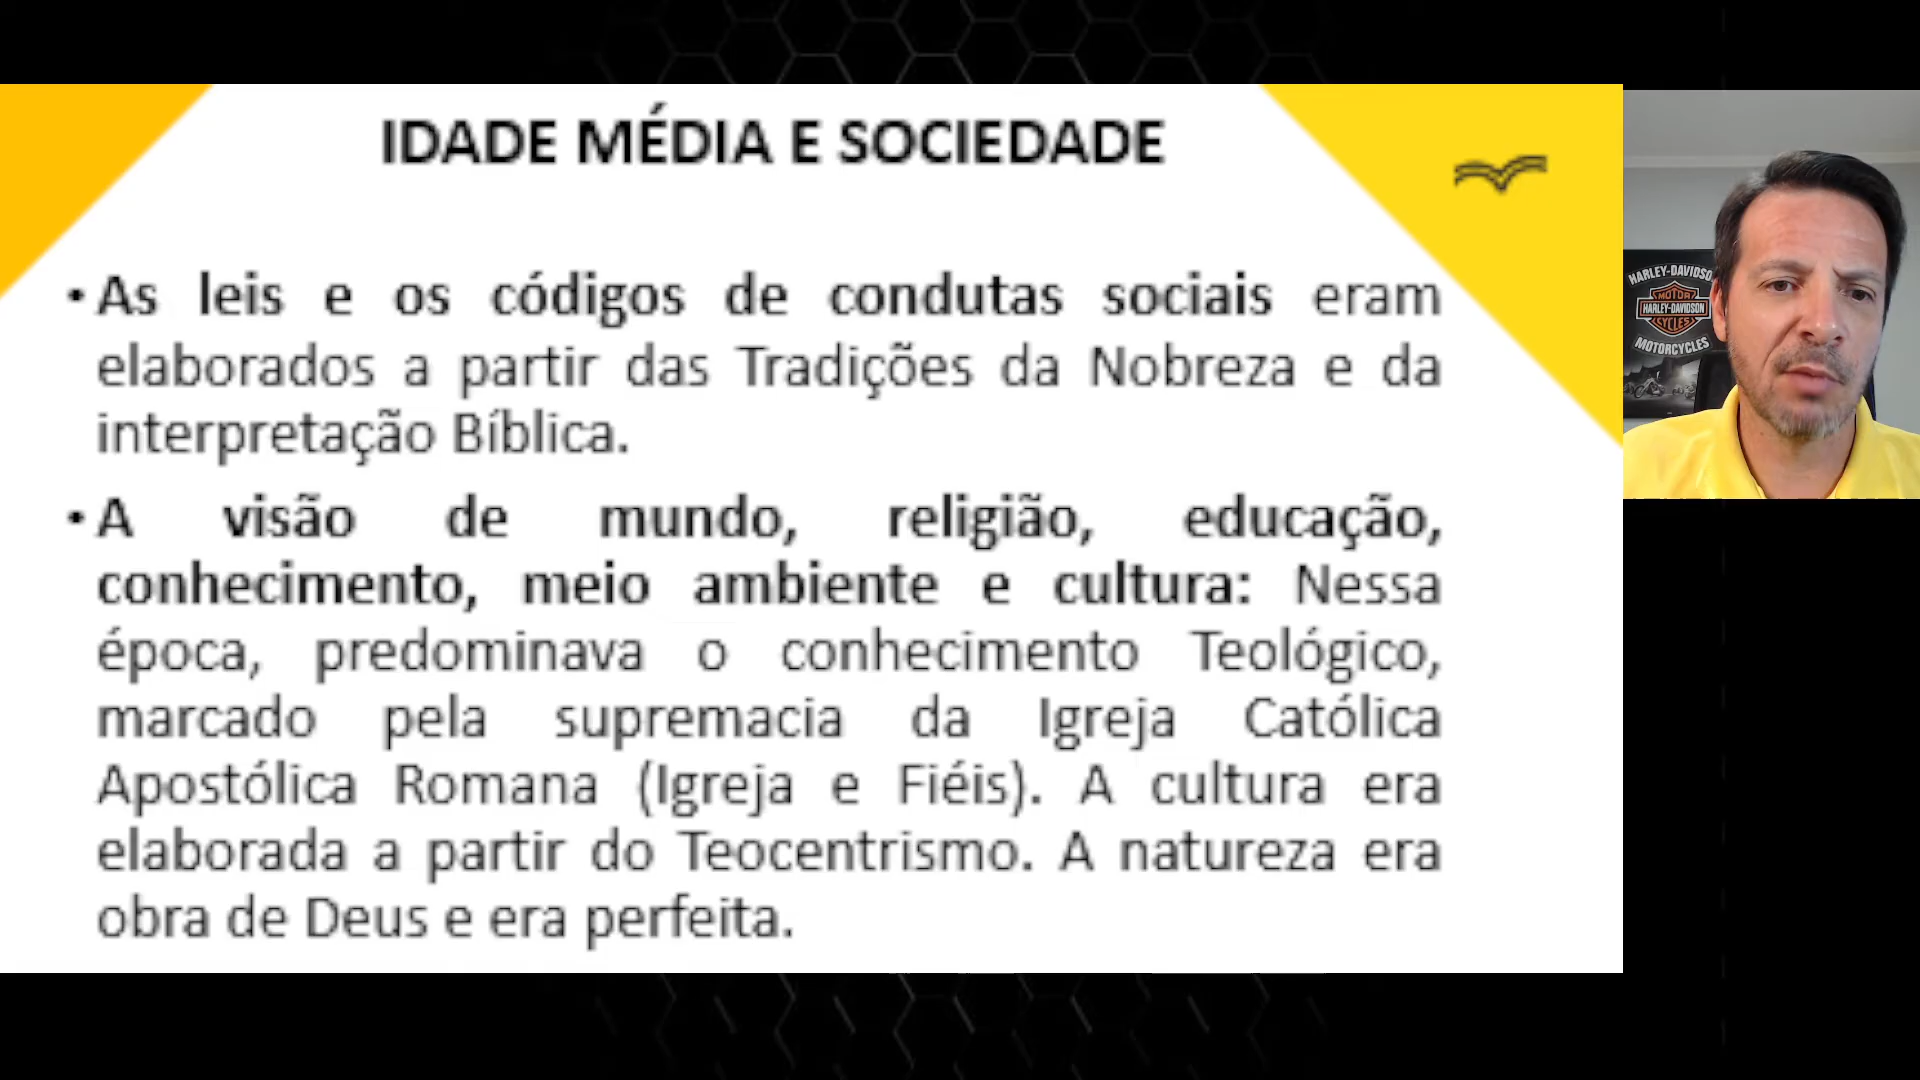 IDADE MÉDIA E SOCIEDADE
• As leis e os códigos de condutas sociais eram
elaborados a partir das Tradições da Nobreza e da
interpretação Bíblica.
• A visão de mundo, religião, educação,
conhecimento, meio ambiente e cultura: Nessa
época, predominava o conhecimento Teológico,
marcado pela supremacia da Igreja Católica
Apostólica Romana (Igreja e Fiéis). A cultura era
elaborada a partir do Teocentrismo. A natureza era
obra de Deus e era perfeita.
HARLEY-DAVIDSO
MOTOR
HARLEY-DAVIDSON
CYCLES
MOTORCYCLES